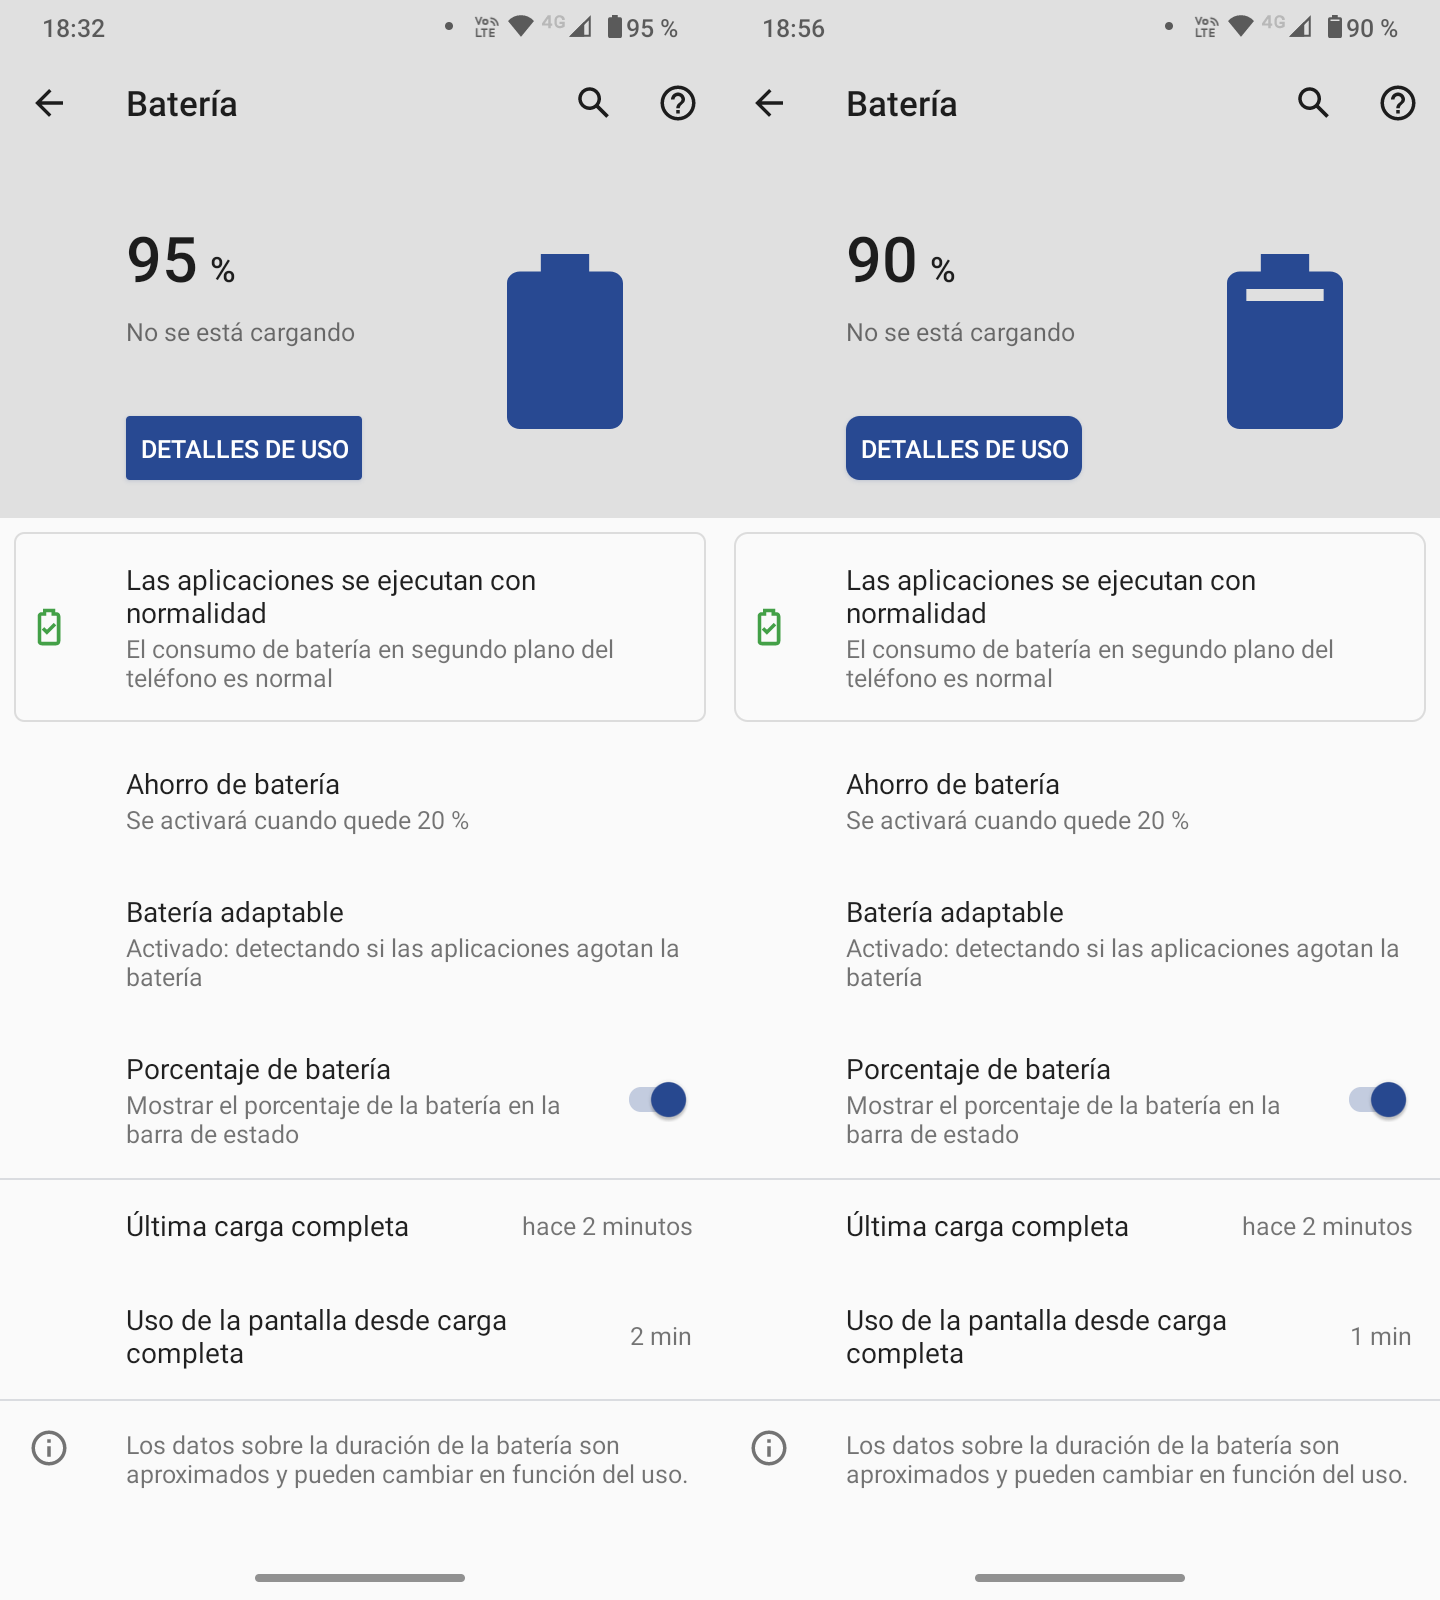 18:32 Vo LTE 4G 95 %
Batería
95 %
No se está cargando
DETALLES DE USO
Las aplicaciones se ejecutan con
normalidad
El consumo de batería en segundo plano del
teléfono es normal
Ahorro de batería
Se activará cuando quede 20 %
Batería adaptable
Activado: detectando si las aplicaciones agotan la
batería
Porcentaje de batería
Mostrar el porcentaje de la batería en la
barra de estado
Última carga completa hace 2 minutos
Uso de la pantalla desde carga
completa
2 min
Los datos sobre la duración de la batería son
aproximados y pueden cambiar en función del uso.
18:56 Vo LTE 4G 90 %
Batería
90 %
No se está cargando
DETALLES DE USO
Las aplicaciones se ejecutan con
normalidad
El consumo de batería en segundo plano del
teléfono es normal
Ahorro de batería
Se activará cuando quede 20 %
Batería adaptable
Activado: detectando si las aplicaciones agotan la
batería
Porcentaje de batería
Mostrar el porcentaje de la batería en la
barra de estado
Última carga completa hace 2 minutos
Uso de la pantalla desde carga
completa
1 min
Los datos sobre la duración de la batería son
aproximados y pueden cambiar en función del uso.